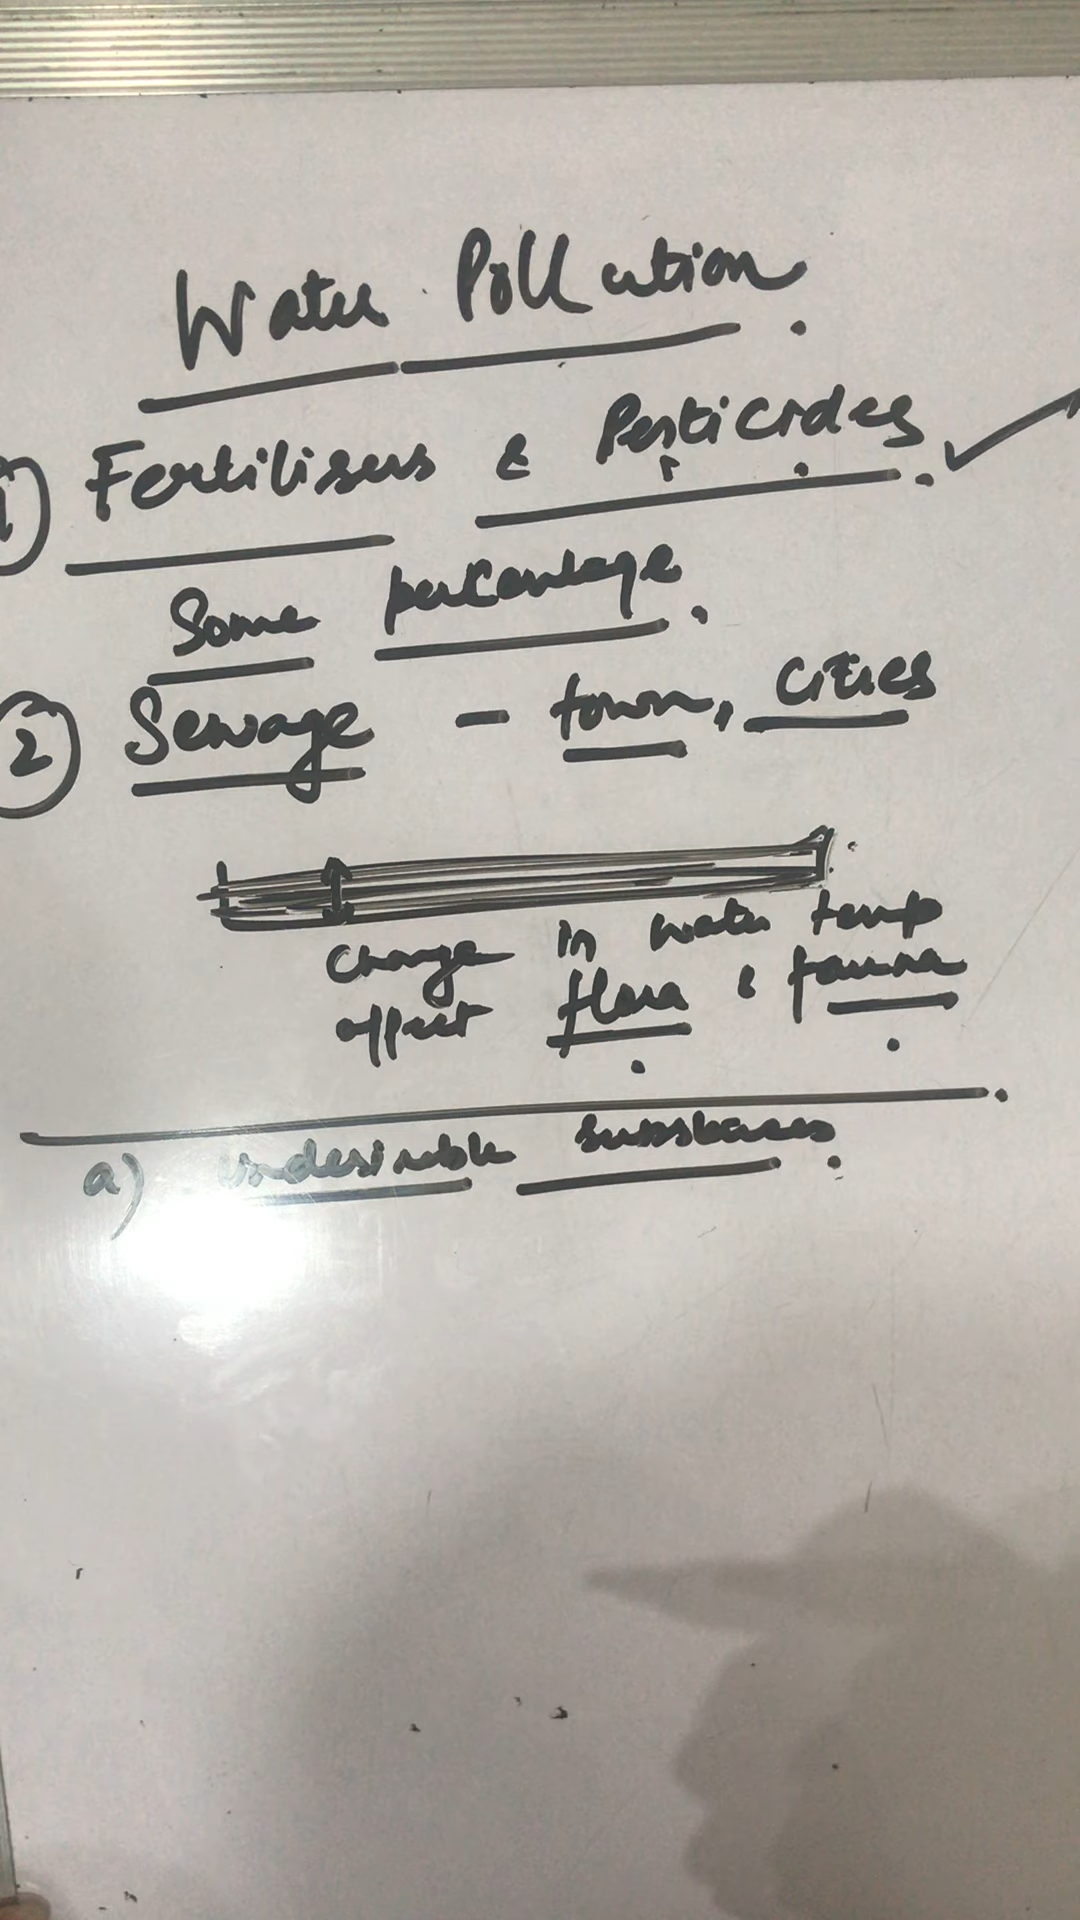 Water Pollution.
1) Fertilisers & Pesticides.
Some percentage.
2) Sewage - town, cities
Change in water temp
affect flora & fauna
a) undesirable substances.